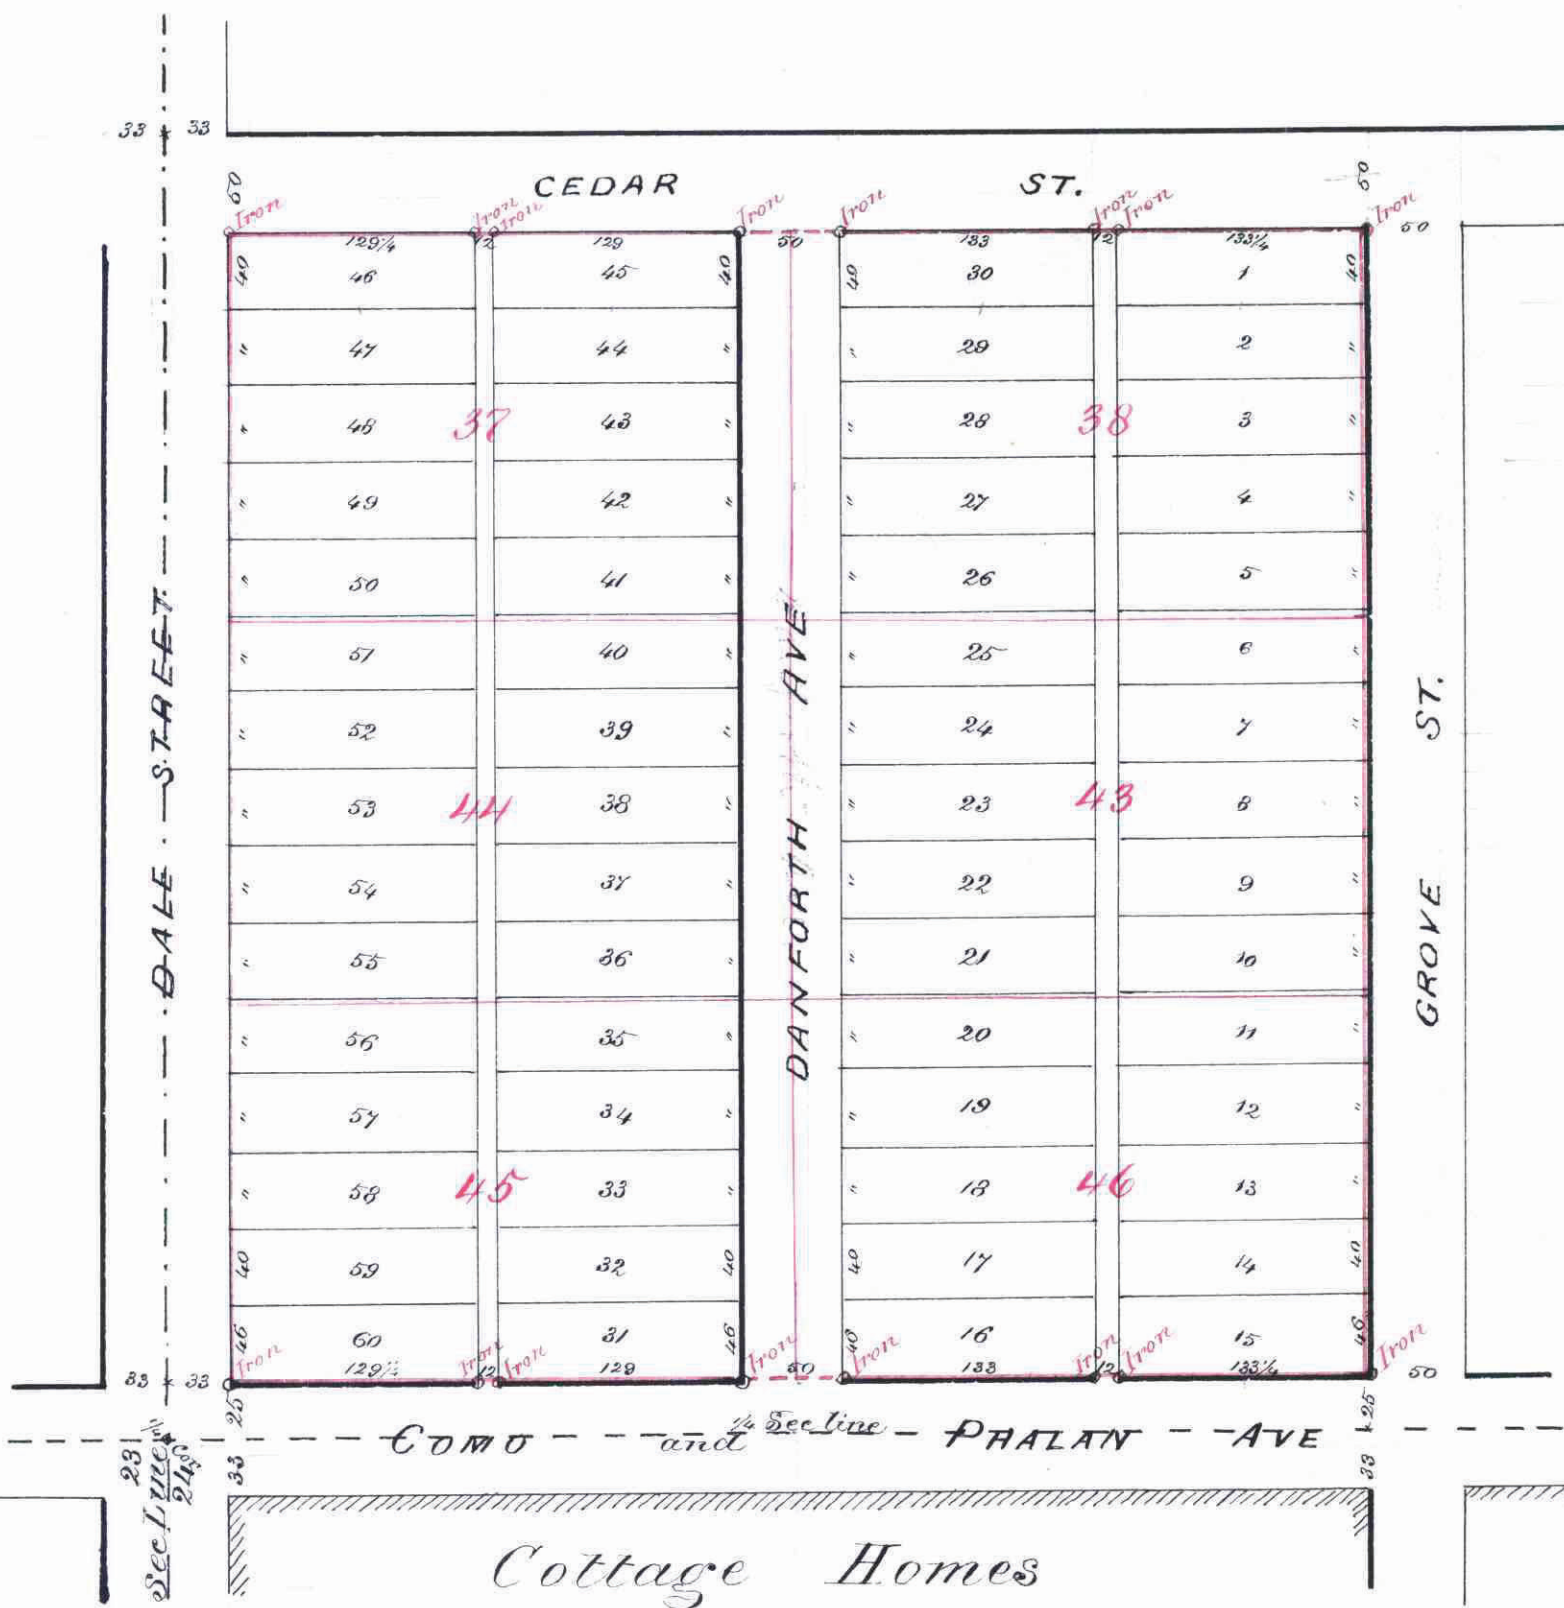 33 33
50 CEDAR ST. 50
Iron Iron Iron Iron Iron Iron Iron Iron
129¼ 12 129 50 133 12 133¼ 50
40 46 45 40 40 30 1 40
" 47 44 " " 29 2 "
" 48 37 43 " " 28 38 3 "
" 49 42 " " 27 4 "
" 50 41 " " 26 5 "
" 51 40 " " 25 6 "
" 52 39 " " 24 7 "
" 53 44 38 " " 23 43 8 "
" 54 37 " " 22 9 "
" 55 36 " " 21 10 "
" 56 35 " " 20 11 "
" 57 34 " " 19 12 "
" 58 45 33 " " 18 46 13 "
40 59 32 40 40 17 14 40
46 60 31 46 40 16 15 46
Iron Iron Iron Iron Iron Iron Iron Iron
33 33 129¼ 12 129 50 133 12 133¼ 50
DALE STREET
DANFORTH AVE
GROVE ST.
25 25
¼ Sec line
COMO and PHALAN AVE
33 33
23
Sec Line
24
Cottage Homes